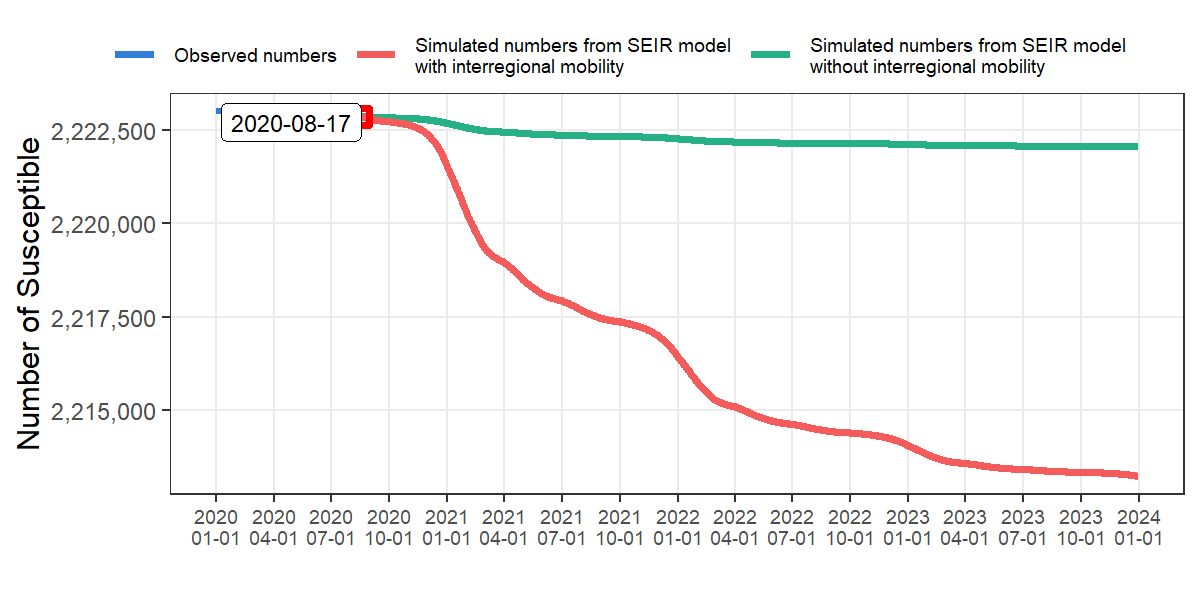 Observed numbers
Simulated numbers from SEIR model
with interregional mobility
Simulated numbers from SEIR model
without interregional mobility
Number of Susceptible
2,222,500
2,220,000
2,217,500
2,215,000
2020-08-17
2020 2020 2020 2020 2021 2021 2021 2021 2022 2022 2022 2022 2023 2023 2023 2023 2024
01-01 04-01 07-01 10-01 01-01 04-01 07-01 10-01 01-01 04-01 07-01 10-01 01-01 04-01 07-01 10-01 01-01